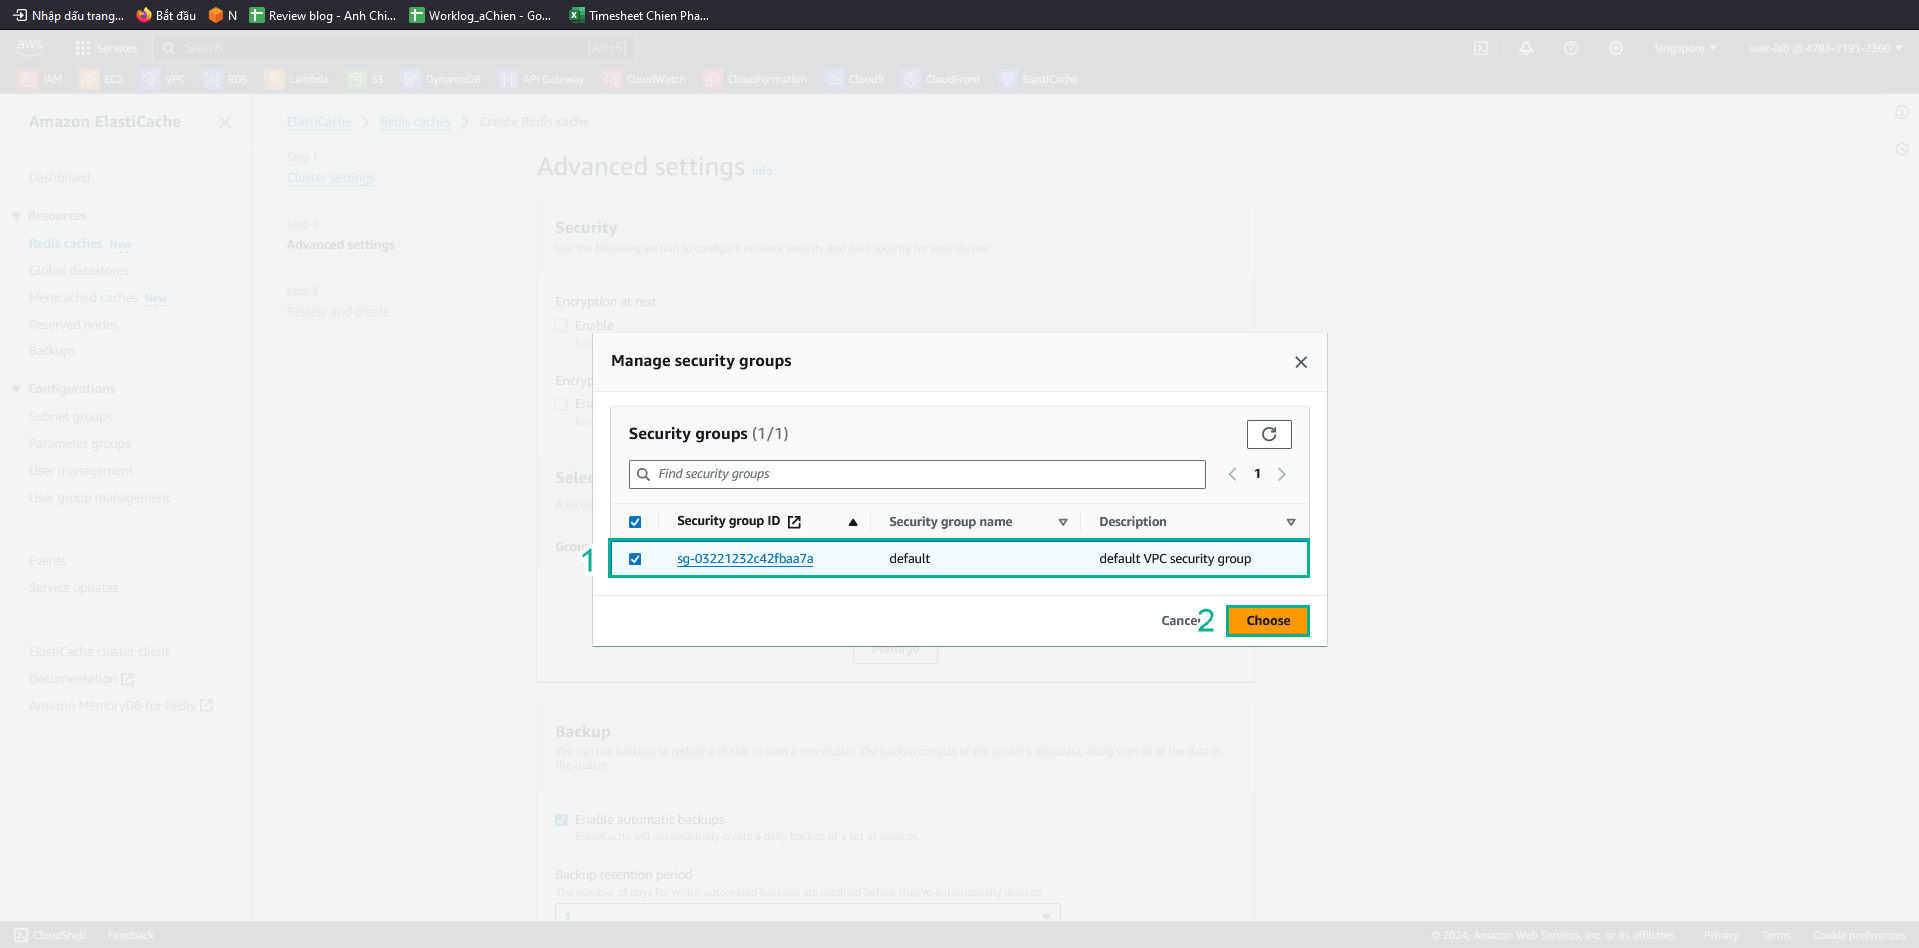 Nhập dấu trang... Bắt đầu N Review blog - Anh Chi... Worklog_aChien - Go... Timesheet Chien Pha...
aws Services Search [Alt+S] Singapore user-lab @ 4783-7191-2360
IAM EC2 VPC RDS Lambda S3 DynamoDB API Gateway CloudWatch CloudFormation Cloud9 CloudFront ElastiCache
Amazon ElastiCache
Dashboard
Resources
Redis caches New
Global datastores
Memcached caches New
Reserved nodes
Backups
Configurations
Subnet groups
Parameter groups
User management
User group management
Events
Service updates
ElastiCache cluster client
Documentation
Amazon MemoryDB for Redis
ElastiCache Redis caches Create Redis cache
Step 1
Cluster settings
Step 2
Advanced settings
Step 3
Review and create
Advanced settings Info
Security
Use the following section to configure network security and data security for your cluster.
Encryption at rest
Enable
Manage security groups
Security groups (1/1)
Find security groups
1
Security group ID Security group name Description
1 sg-03221232c42fbaa7a default default VPC security group
Cancel 2 Choose
Manage
Backup
You can use backups to restore a cluster or seed a new cluster. The backup consists of the cluster's metadata, along with all of the data in
the cluster.
Enable automatic backups
ElastiCache will automatically create a daily backup of a set of replicas.
Backup retention period
The number of days for which automated backups are retained before they're automatically deleted.
1
CloudShell Feedback © 2024, Amazon Web Services, Inc. or its affiliates. Privacy Terms Cookie preferences